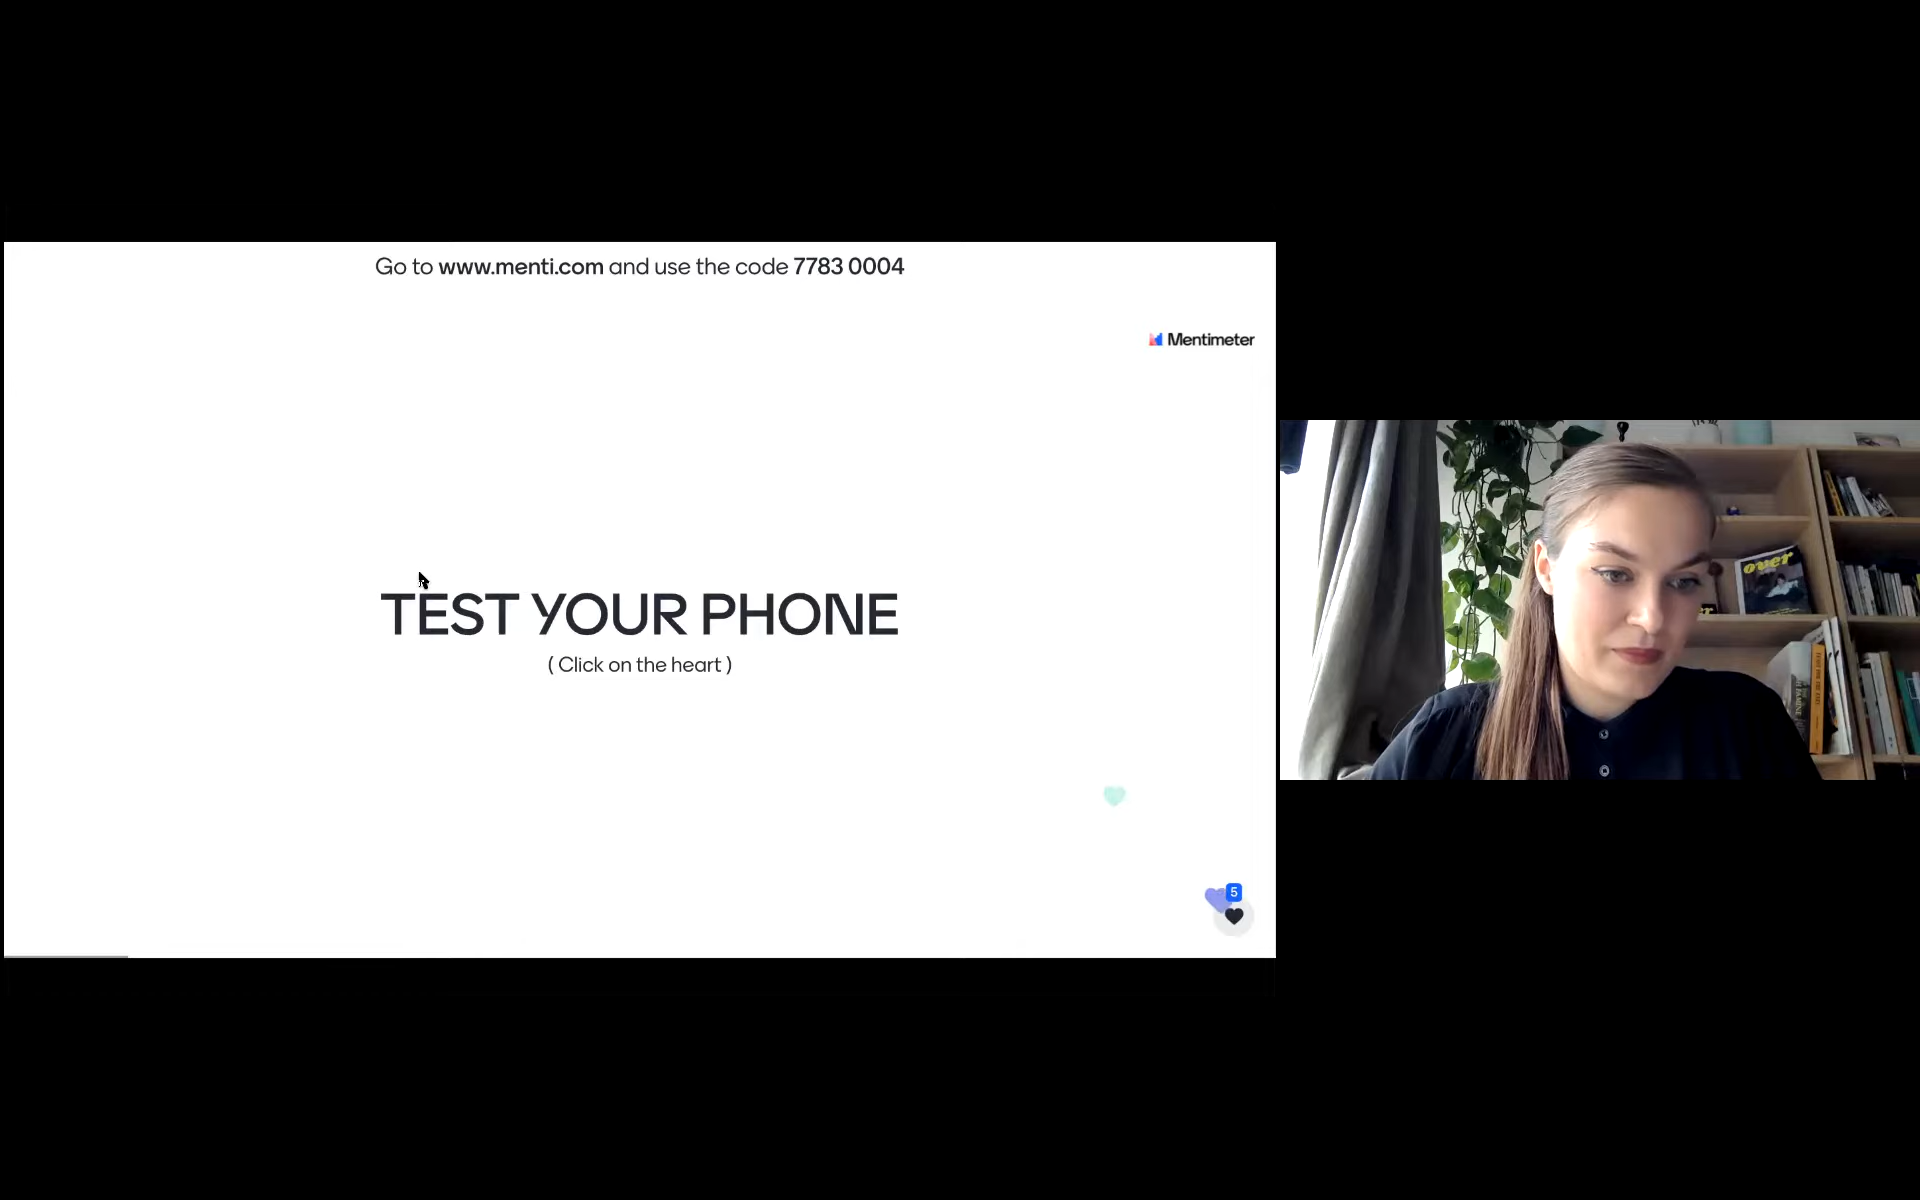 Go to www.menti.com and use the code 7783 0004
Mentimeter
TEST YOUR PHONE
( Click on the heart )
5
over